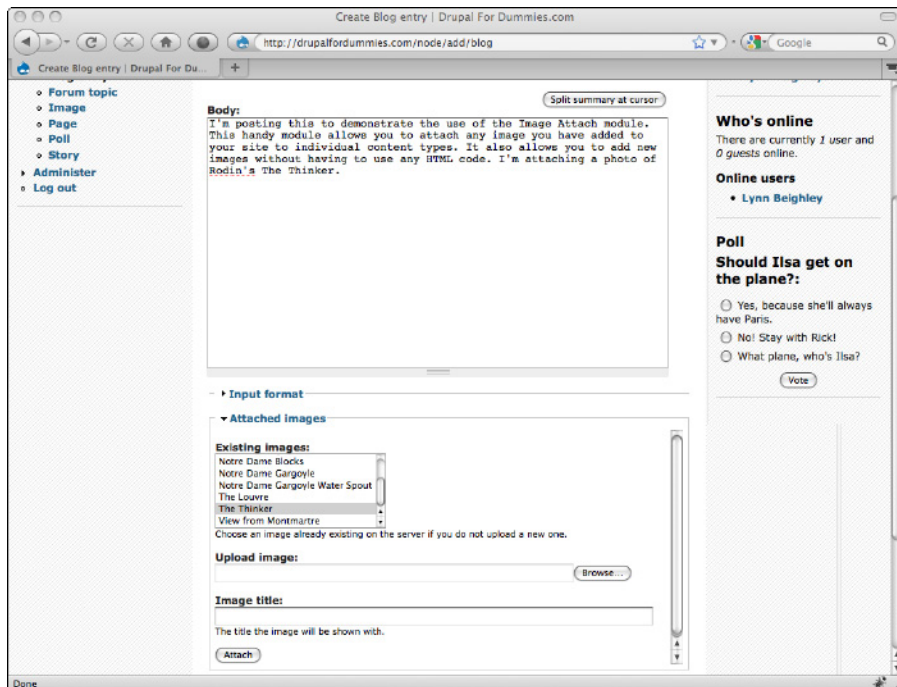 Create Blog entry | Drupal For Dummies.com
http://drupalfordummies.com/node/add/blog
Google
Create Blog entry | Drupal For Du...
Forum topic
Image
Page
Poll
Story
Administer
Log out
Split summary at cursor
Body:
I'm posting this to demonstrate the use of the Image Attach module.
This handy module allows you to attach any image you have added to
your site to individual content types. It also allows you to add new
images without having to use any HTML code. I'm attaching a photo of
Rodin's The Thinker.
Input format
Attached images
Existing images:
Notre Dame Blocks
Notre Dame Gargoyle
Notre Dame Gargoyle Water Spout
The Louvre
The Thinker
View from Montmartre
Choose an image already existing on the server if you do not upload a new one.
Upload image:
Browse...
Image title:
The title the image will be shown with.
Attach
Who's online
There are currently 1 user and
0 guests online.
Online users
Lynn Beighley
Poll
Should Ilsa get on
the plane?:
Yes, because she'll always
have Paris.
No! Stay with Rick!
What plane, who's Ilsa?
Vote
Done